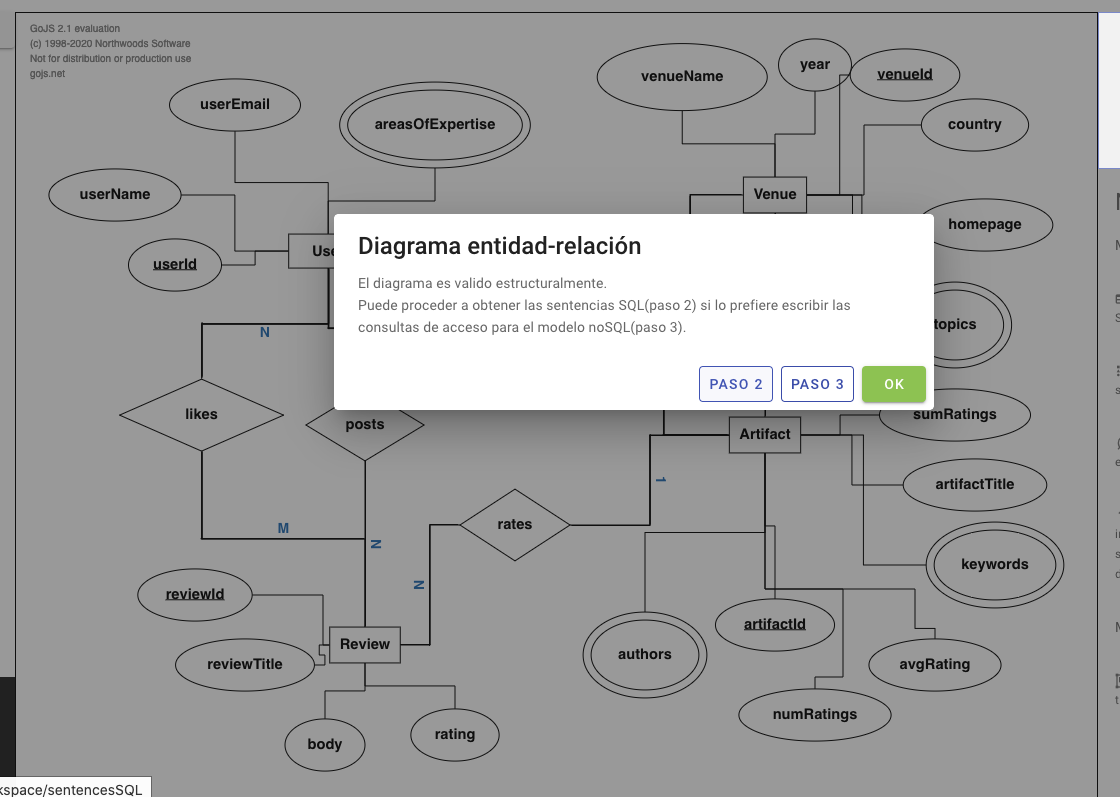 GoJS 2.1 evaluation
(c) 1998-2020 Northwoods Software
Not for distribution or production use
gojs.net
userEmail
areasOfExpertise
venueName
year
venueId
country
userName
Venue
homepage
userId
Use
Diagrama entidad-relación
El diagrama es valido estructuralmente.
Puede proceder a obtener las sentencias SQL(paso 2) si lo prefiere escribir las
consultas de acceso para el modelo noSQL(paso 3).
topics
N
PASO 2
PASO 3
OK
likes
posts
sumRatings
Artifact
1
artifactTitle
rates
M
N
N
keywords
reviewId
artifactId
Review
reviewTitle
authors
avgRating
numRatings
body
rating
kspace/sentencesSQL